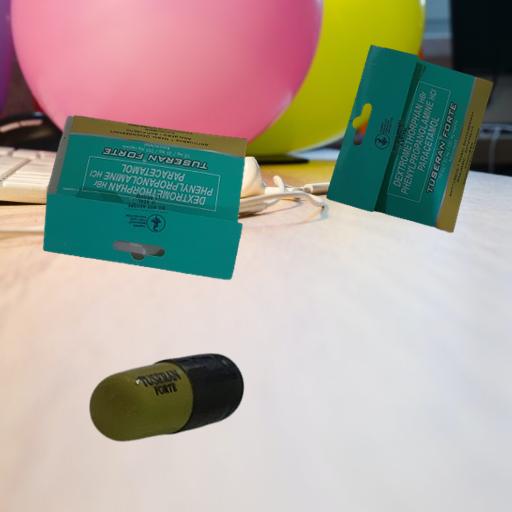 TUSERAN FORTE
DEXTROMETHORPHAN HBr
PHENYLPROPANOLAMINE HCl
PARACETAMOL
DEXTROMETHORPHAN HBr
PHENYLPROPANOLAMINE HCl
PARACETAMOL
TUSERAN FORTE
TUSERAN
FORTE